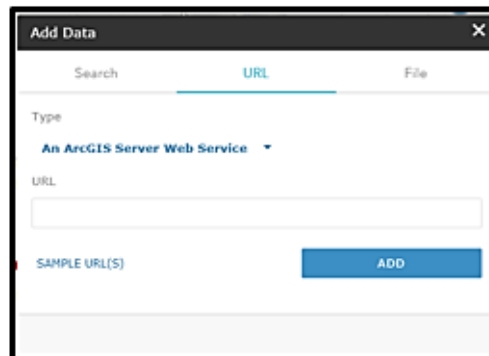 Add Data
Search URL File
Type
An ArcGIS Server Web Service
URL
SAMPLE URL(S) ADD